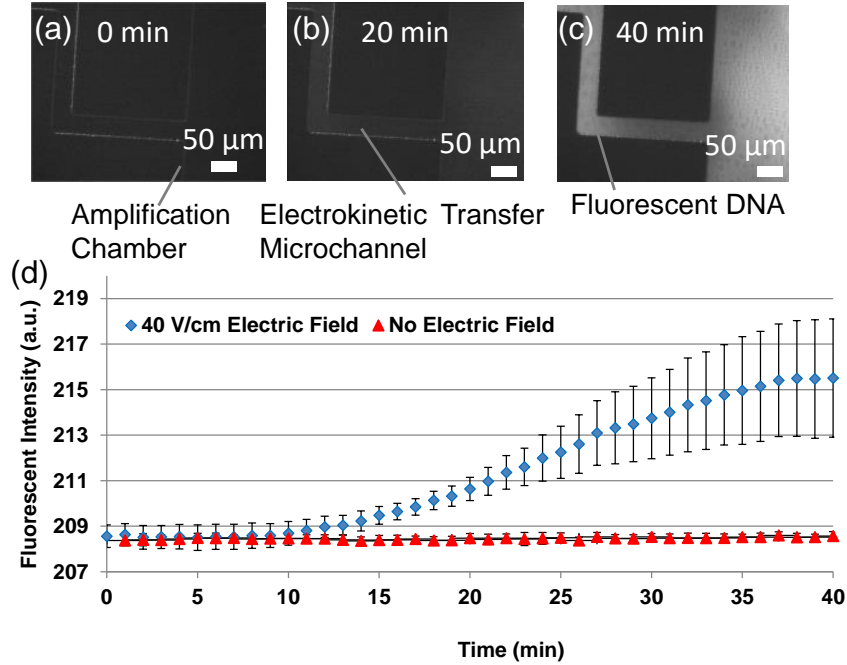 (a) 0 min
(b) 20 min
(c) 40 min
50 µm
50 µm
50 µm
Amplification Chamber
Electrokinetic Transfer Microchannel
Fluorescent DNA
(d)
Fluorescent Intensity (a.u.)
219
217
215
213
211
209
207
40 V/cm Electric Field
No Electric Field
0 5 10 15 20 25 30 35 40
Time (min)